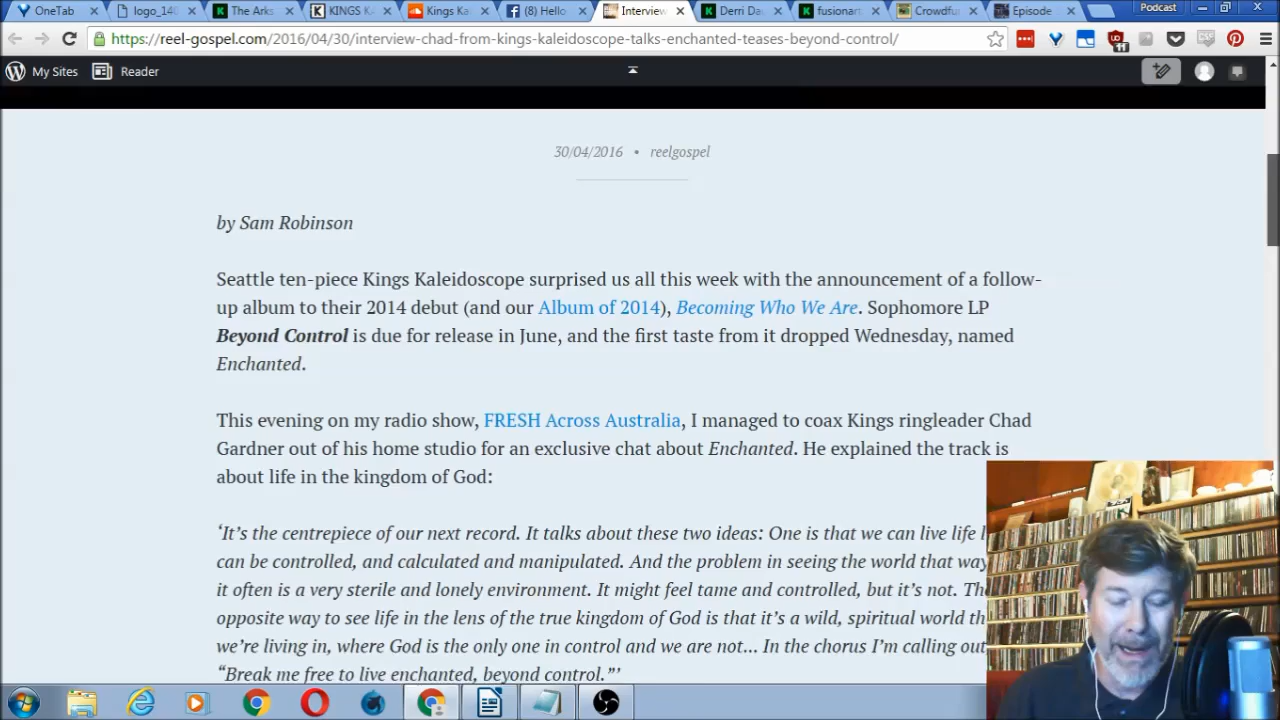 OneTab
logo_140
The Arks
KINGS K
Kings Ka
(8) Hello
Interview
Derri Da
fusionart
Crowdfu
Episode
Podcast
https://reel-gospel.com/2016/04/30/interview-chad-from-kings-kaleidoscope-talks-enchanted-teases-beyond-control/
11
My Sites
Reader
30/04/2016 • reelgospel
by Sam Robinson
Seattle ten-piece Kings Kaleidoscope surprised us all this week with the announcement of a follow-
up album to their 2014 debut (and our Album of 2014), Becoming Who We Are. Sophomore LP
Beyond Control is due for release in June, and the first taste from it dropped Wednesday, named
Enchanted.
This evening on my radio show, FRESH Across Australia, I managed to coax Kings ringleader Chad
Gardner out of his home studio for an exclusive chat about Enchanted. He explained the track is
about life in the kingdom of God:
‘It’s the centrepiece of our next record. It talks about these two ideas: One is that we can live life l
can be controlled, and calculated and manipulated. And the problem in seeing the world that way
it often is a very sterile and lonely environment. It might feel tame and controlled, but it’s not. Th
opposite way to see life in the lens of the true kingdom of God is that it’s a wild, spiritual world th
we’re living in, where God is the only one in control and we are not... In the chorus I’m calling out
“Break me free to live enchanted, beyond control.”’